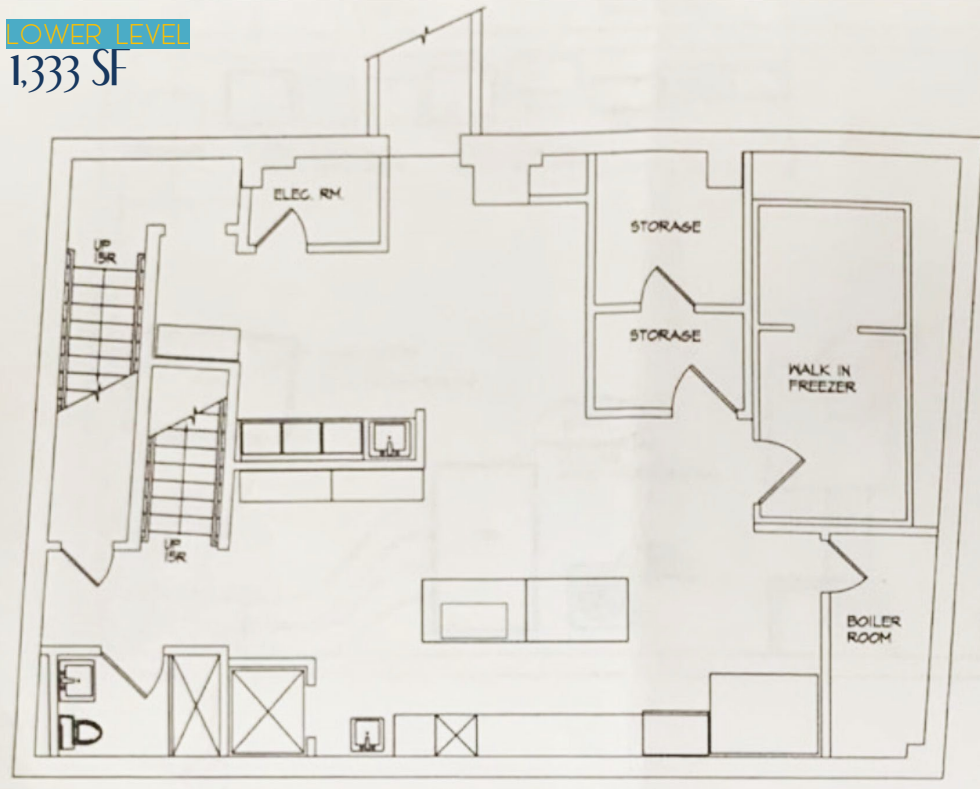 LOWER LEVEL
1,333 SF
ELEC. RM.
STORAGE
UP
15R
STORAGE
WALK IN
FREEZER
UP
15R
BOILER
ROOM